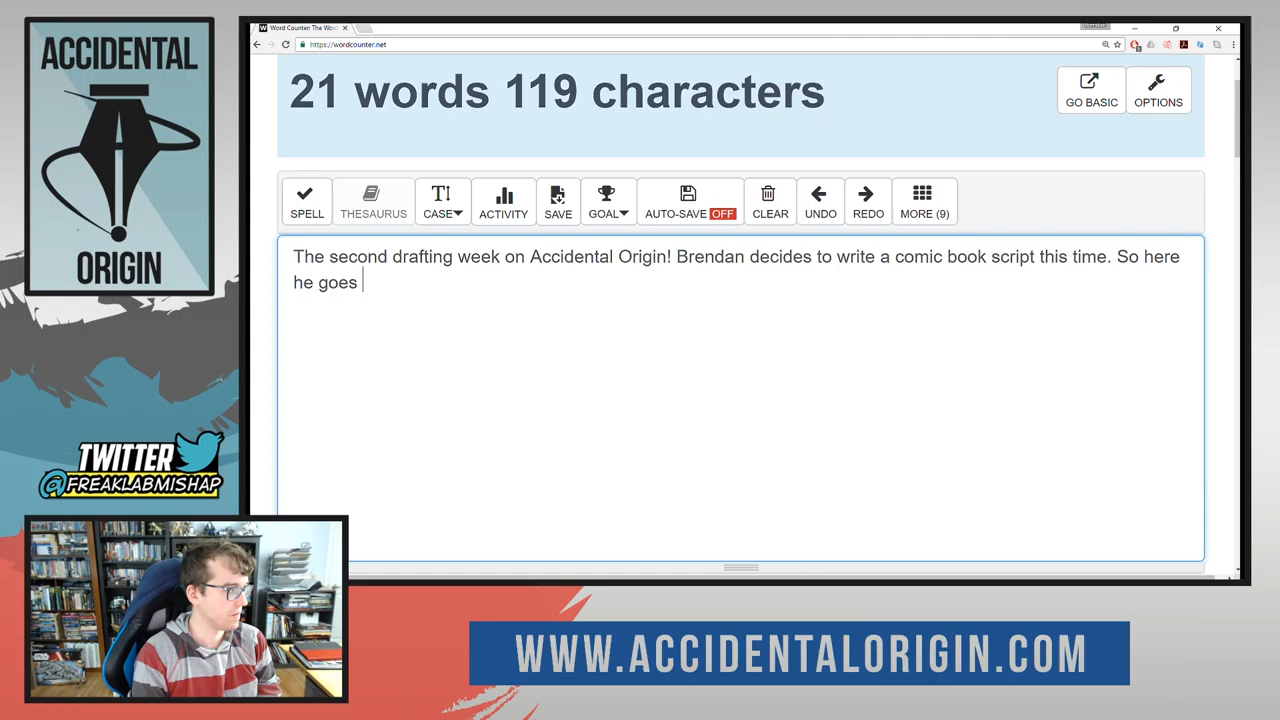 ACCIDENTAL
ORIGIN
Word Counter: The Wor
https://wordcounter.net
21 words 119 characters
GO BASIC
OPTIONS
SPELL
THESAURUS
CASE
ACTIVITY
SAVE
GOAL
AUTO-SAVE OFF
CLEAR
UNDO
REDO
MORE (9)
The second drafting week on Accidental Origin! Brendan decides to write a comic book script this time. So here
he goes
TWITTER
@FREAKLABMISHAP
WWW.ACCIDENTALORIGIN.COM